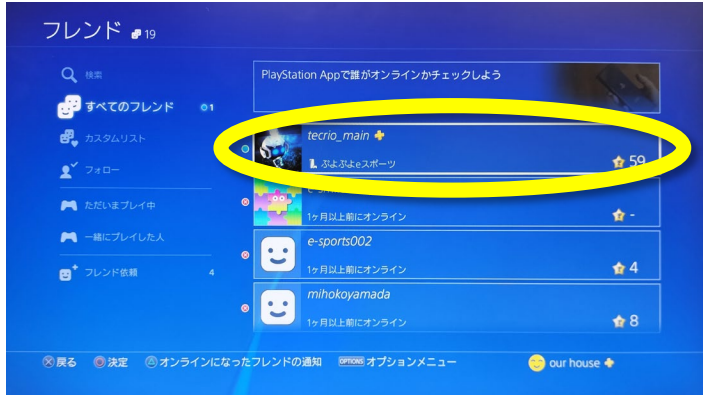 フレンド 19
検索
すべてのフレンド 1
カスタムリスト
フォロー
ただいまプレイ中
一緒にプレイした人
フレンド依頼 4
PlayStation Appで誰がオンラインかチェックしよう
tecrio_main
ぷよぷよeスポーツ 59
1ヶ月以上前にオンライン -
e-sports002
1ヶ月以上前にオンライン 4
mihokoyamada
1ヶ月以上前にオンライン 8
戻る 決定 オンラインになったフレンドの通知 OPTIONS オプションメニュー our house